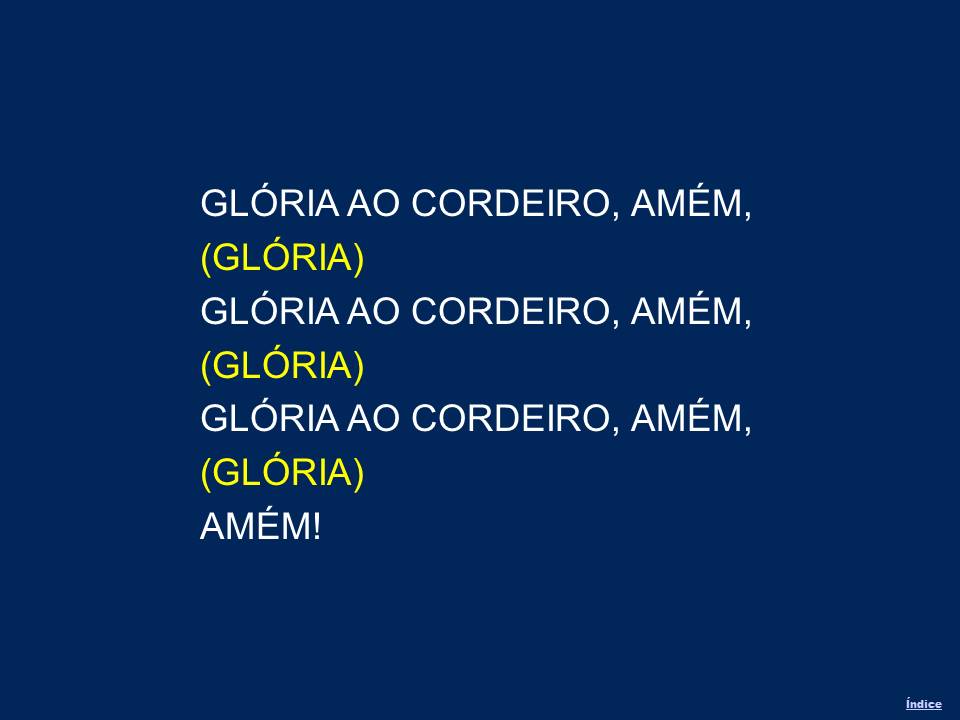 GLÓRIA AO CORDEIRO, AMÉM,
(GLÓRIA)
GLÓRIA AO CORDEIRO, AMÉM,
(GLÓRIA)
GLÓRIA AO CORDEIRO, AMÉM,
(GLÓRIA)
AMÉM!
Índice